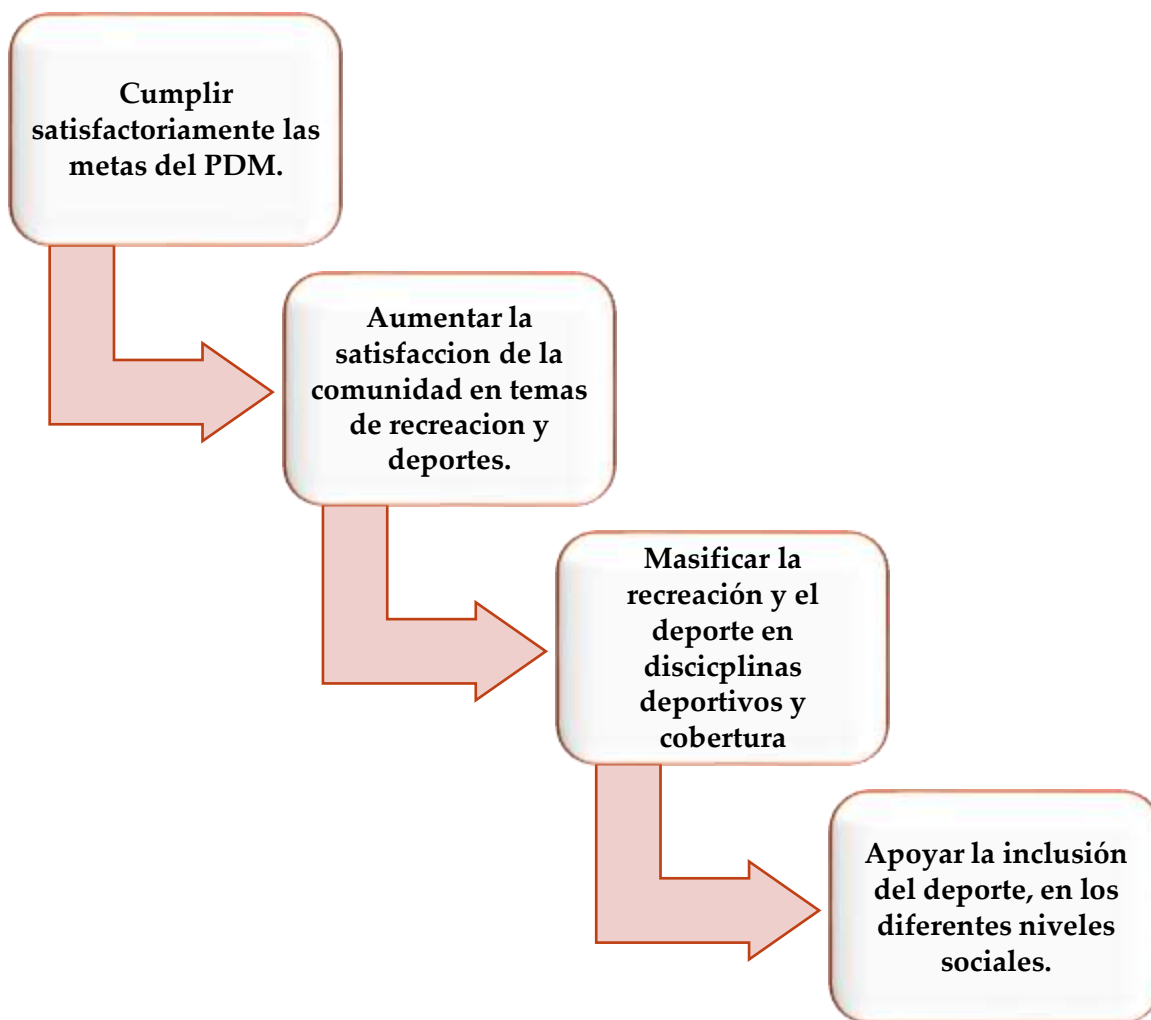 Cumplir
satisfactoriamente las
metas del PDM.
Aumentar la
satisfaccion de la
comunidad en temas
de recreacion y
deportes.
Masificar la
recreación y el
deporte en
discicplinas
deportivos y
cobertura
Apoyar la inclusión
del deporte, en los
diferentes niveles
sociales.